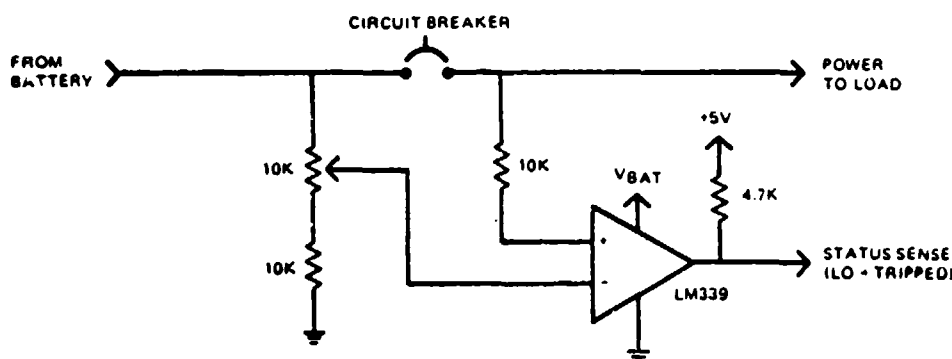 CIRCUIT BREAKER
FROM
BATTERY
POWER
TO LOAD
+5V
10K
10K
VBAT
4.7K
10K
+
-
LM339
STATUS SENSE
(LO = TRIPPED)